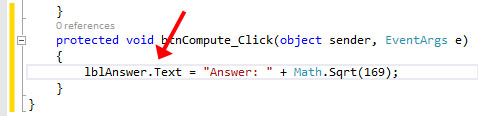 }
0 references
protected void btnCompute_Click(object sender, EventArgs e)
{
lblAnswer.Text = "Answer: " + Math.Sqrt(169);
}
}